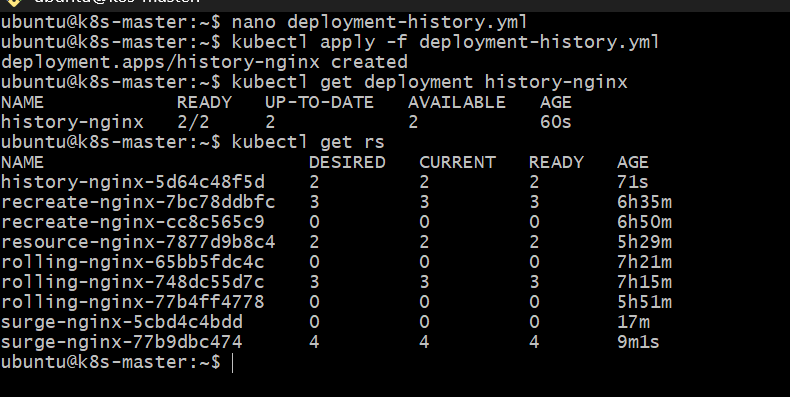 ubuntu@k8s-master:~$ nano deployment-history.yml
ubuntu@k8s-master:~$ kubectl apply -f deployment-history.yml
deployment.apps/history-nginx created
ubuntu@k8s-master:~$ kubectl get deployment history-nginx
NAME READY UP-TO-DATE AVAILABLE AGE
history-nginx 2/2 2 2 60s
ubuntu@k8s-master:~$ kubectl get rs
NAME DESIRED CURRENT READY AGE
history-nginx-5d64c48f5d 2 2 2 71s
recreate-nginx-7bc78ddbfc 3 3 3 6h35m
recreate-nginx-cc8c565c9 0 0 0 6h50m
resource-nginx-7877d9b8c4 2 2 2 5h29m
rolling-nginx-65bb5fdc4c 0 0 0 7h21m
rolling-nginx-748dc55d7c 3 3 3 7h15m
rolling-nginx-77b4ff4778 0 0 0 5h51m
surge-nginx-5cbd4c4bdd 0 0 0 17m
surge-nginx-77b9dbc474 4 4 4 9m1s
ubuntu@k8s-master:~$